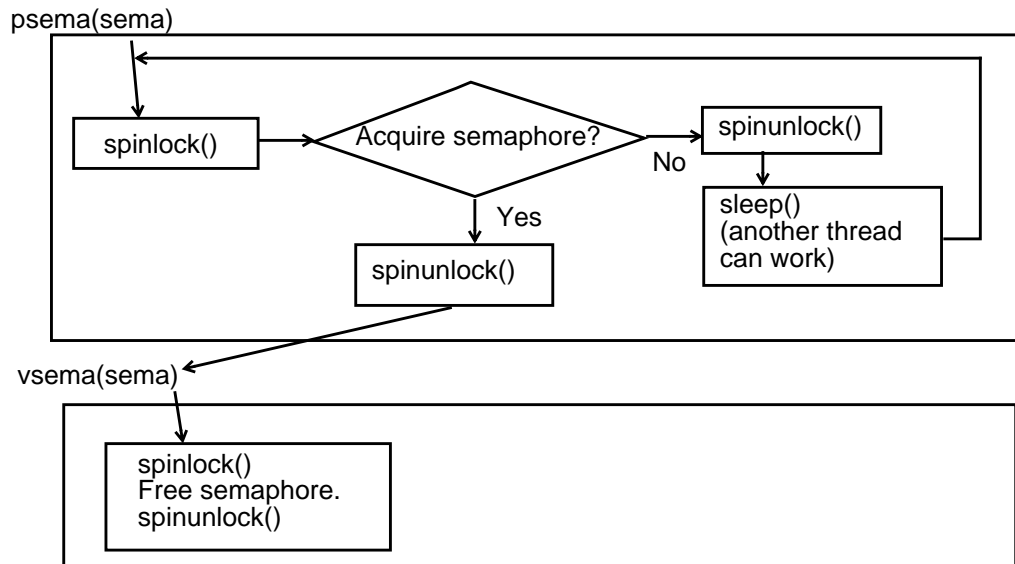 psema(sema)
spinlock()
Acquire semaphore?
No
spinunlock()
sleep()
(another thread
can work)
Yes
spinunlock()
vsema(sema)
spinlock()
Free semaphore.
spinunlock()